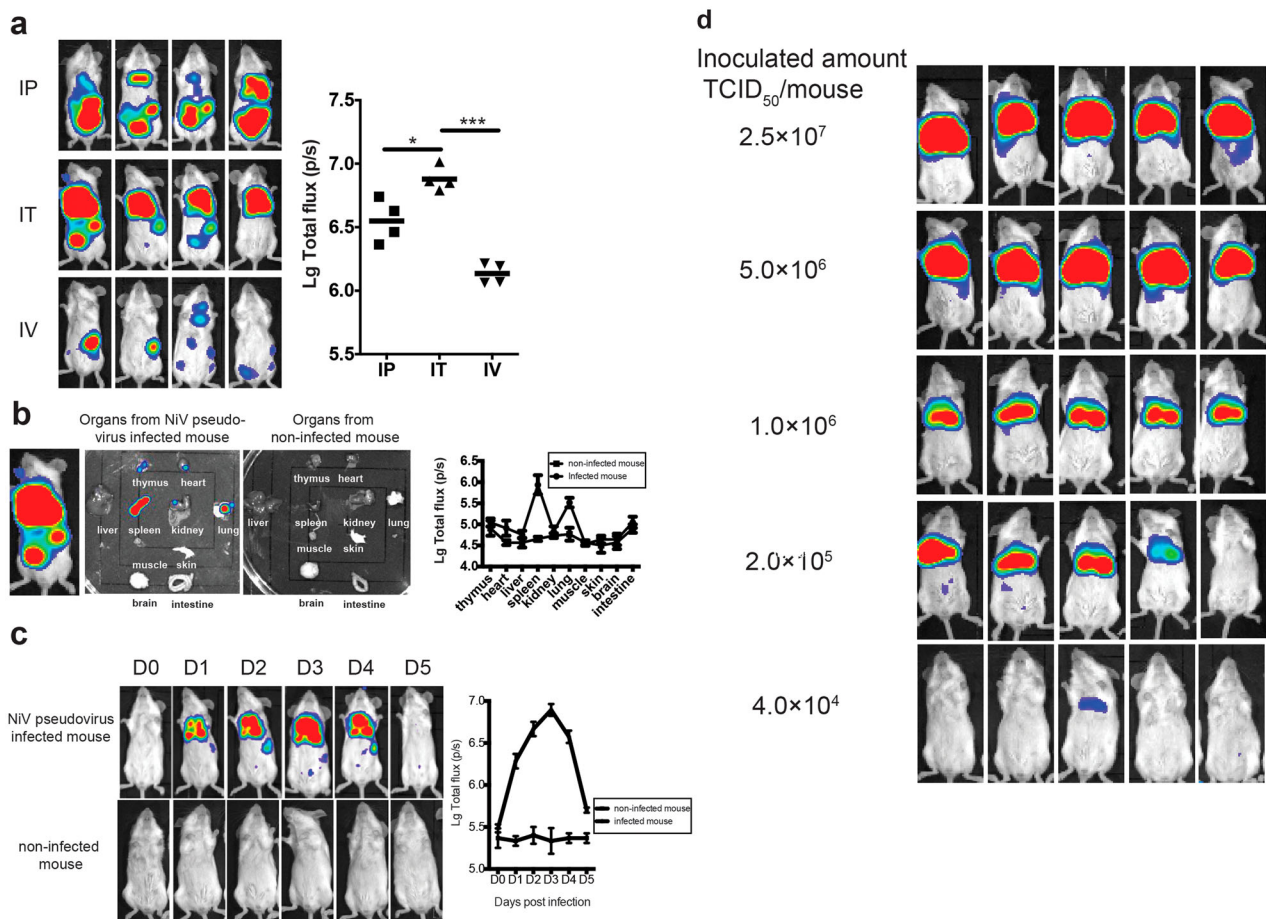 a
IP
IT
IV
Lg Total flux (p/s)
7.5
7.0
6.5
6.0
5.5
*
***
IP IT IV
b
Organs from NiV pseudo-
virus infected mouse
Organs from
non-infected mouse
thymus heart
liver spleen kidney lung
muscle skin
brain intestine
thymus heart
liver spleen kidney lung
muscle skin
brain intestine
Lg Total flux (p/s)
6.5
6.0
5.5
5.0
4.5
4.0
non-infected mouse
Infected mouse
thymus
heart
liver
spleen
kidney
lung
muscle
skin
brain
intestine
c
D0 D1 D2 D3 D4 D5
NiV pseudovirus
infected mouse
non-infected
mouse
Lg Total flux (p/s)
7.0
6.5
6.0
5.5
5.0
non-infected mouse
infected mouse
D0 D1 D2 D3 D4 D5
Days post infection
d
Inoculated amount
TCID50/mouse
2.5×10⁷
5.0×10⁶
1.0×10⁶
2.0×10⁵
4.0×10⁴